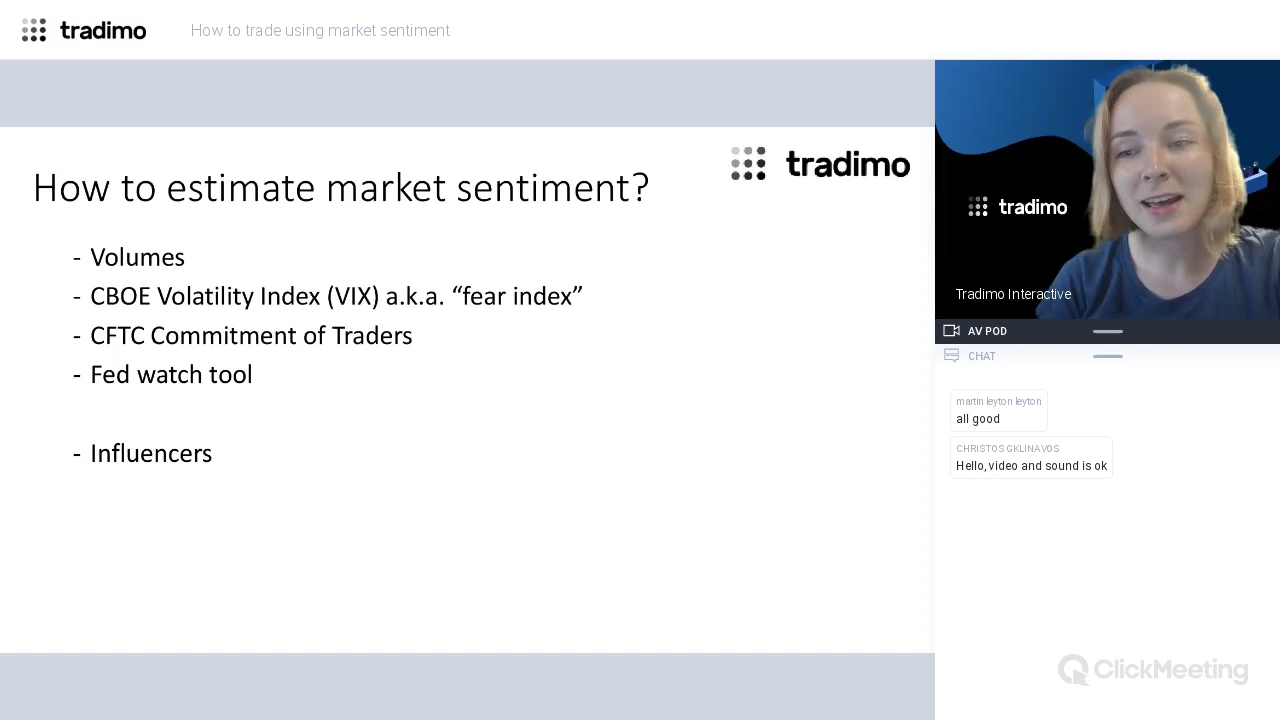 tradimo
How to trade using market sentiment
tradimo
How to estimate market sentiment?
- Volumes
- CBOE Volatility Index (VIX) a.k.a. “fear index”
- CFTC Commitment of Traders
- Fed watch tool
- Influencers
tradimo
Tradimo Interactive
AV POD
CHAT
martin leyton leyton
all good
CHRISTOS GKLINAVOS
Hello, video and sound is ok
ClickMeeting